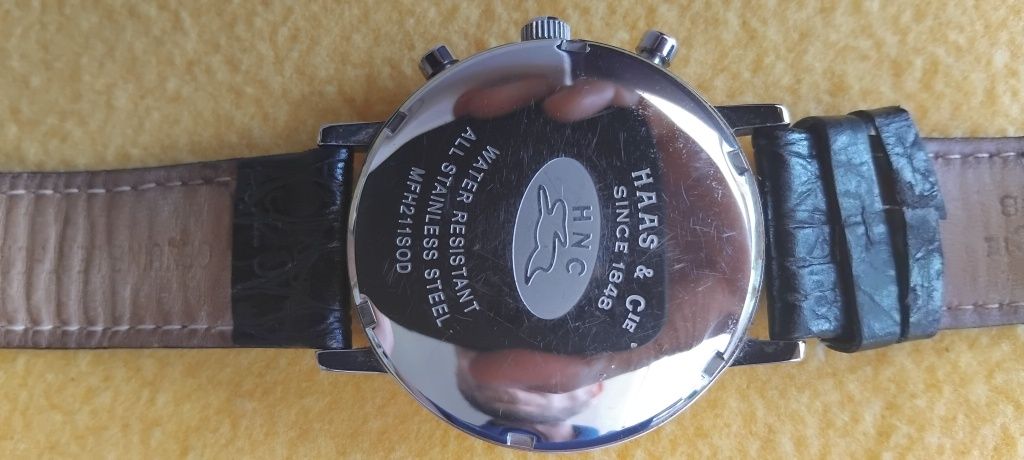 HAAS & CIE
SINCE 1848
HNC
WATER RESISTANT
ALL STAINLESS STEEL
MFH211SOD